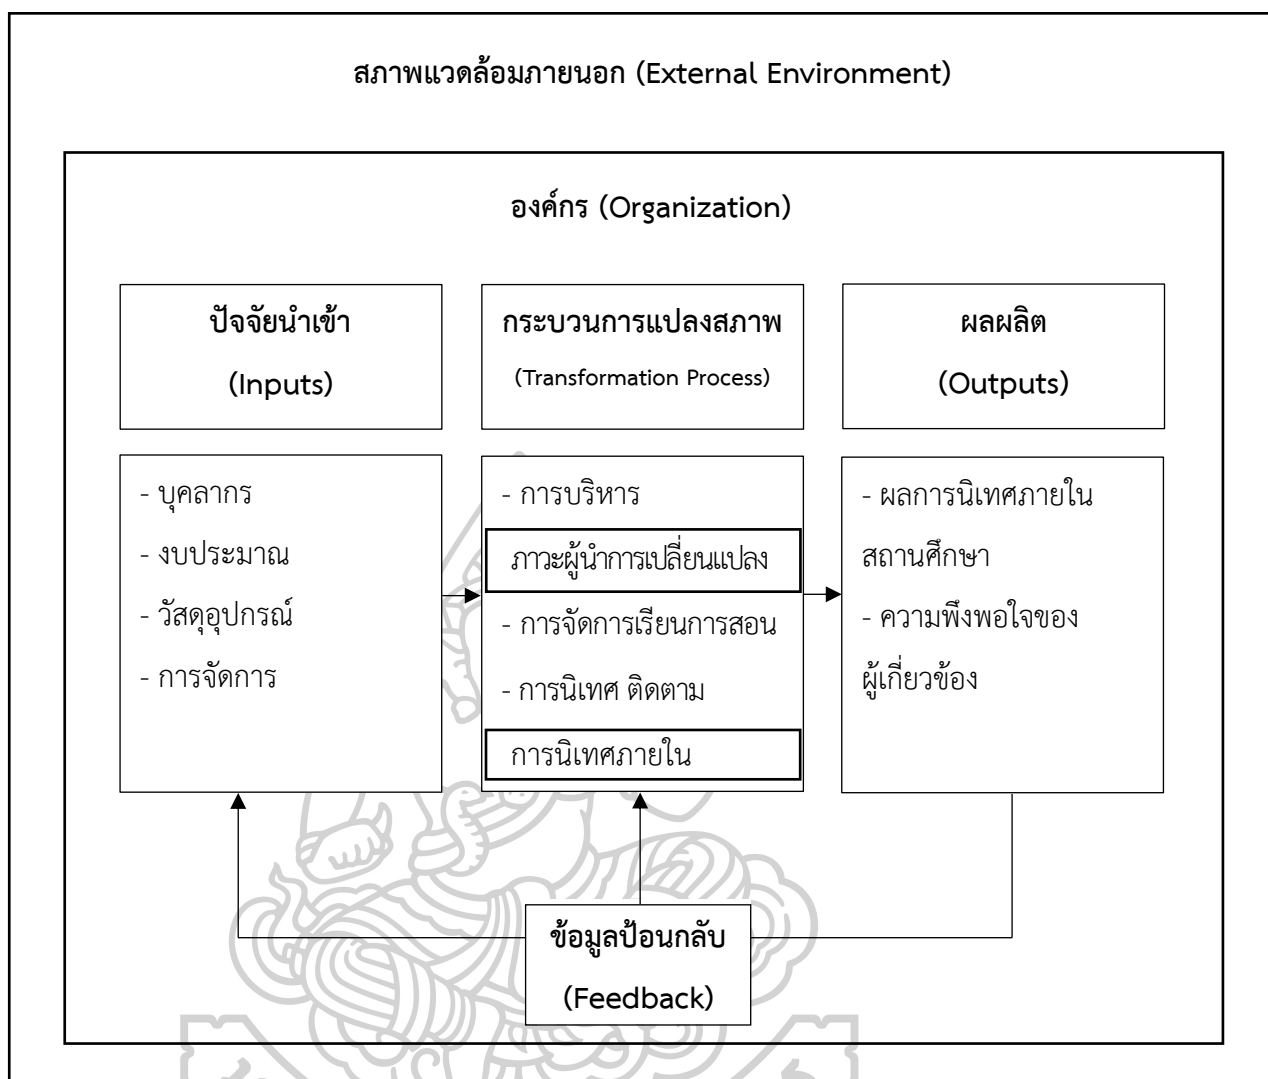 สภาพแวดล้อมภายนอก (External Environment)
องค์กร (Organization)
ปัจจัยนำเข้า
(Inputs)
กระบวนการแปลงสภาพ
(Transformation Process)
ผลผลิต
(Outputs)
- บุคลากร
- งบประมาณ
- วัสดุอุปกรณ์
- การจัดการ
- การบริหาร
ภาวะผู้นำการเปลี่ยนแปลง
- การจัดการเรียนการสอน
- การนิเทศ ติดตาม
การนิเทศภายใน
- ผลการนิเทศภายใน
สถานศึกษา
- ความพึงพอใจของ
ผู้เกี่ยวข้อง
ข้อมูลป้อนกลับ
(Feedback)